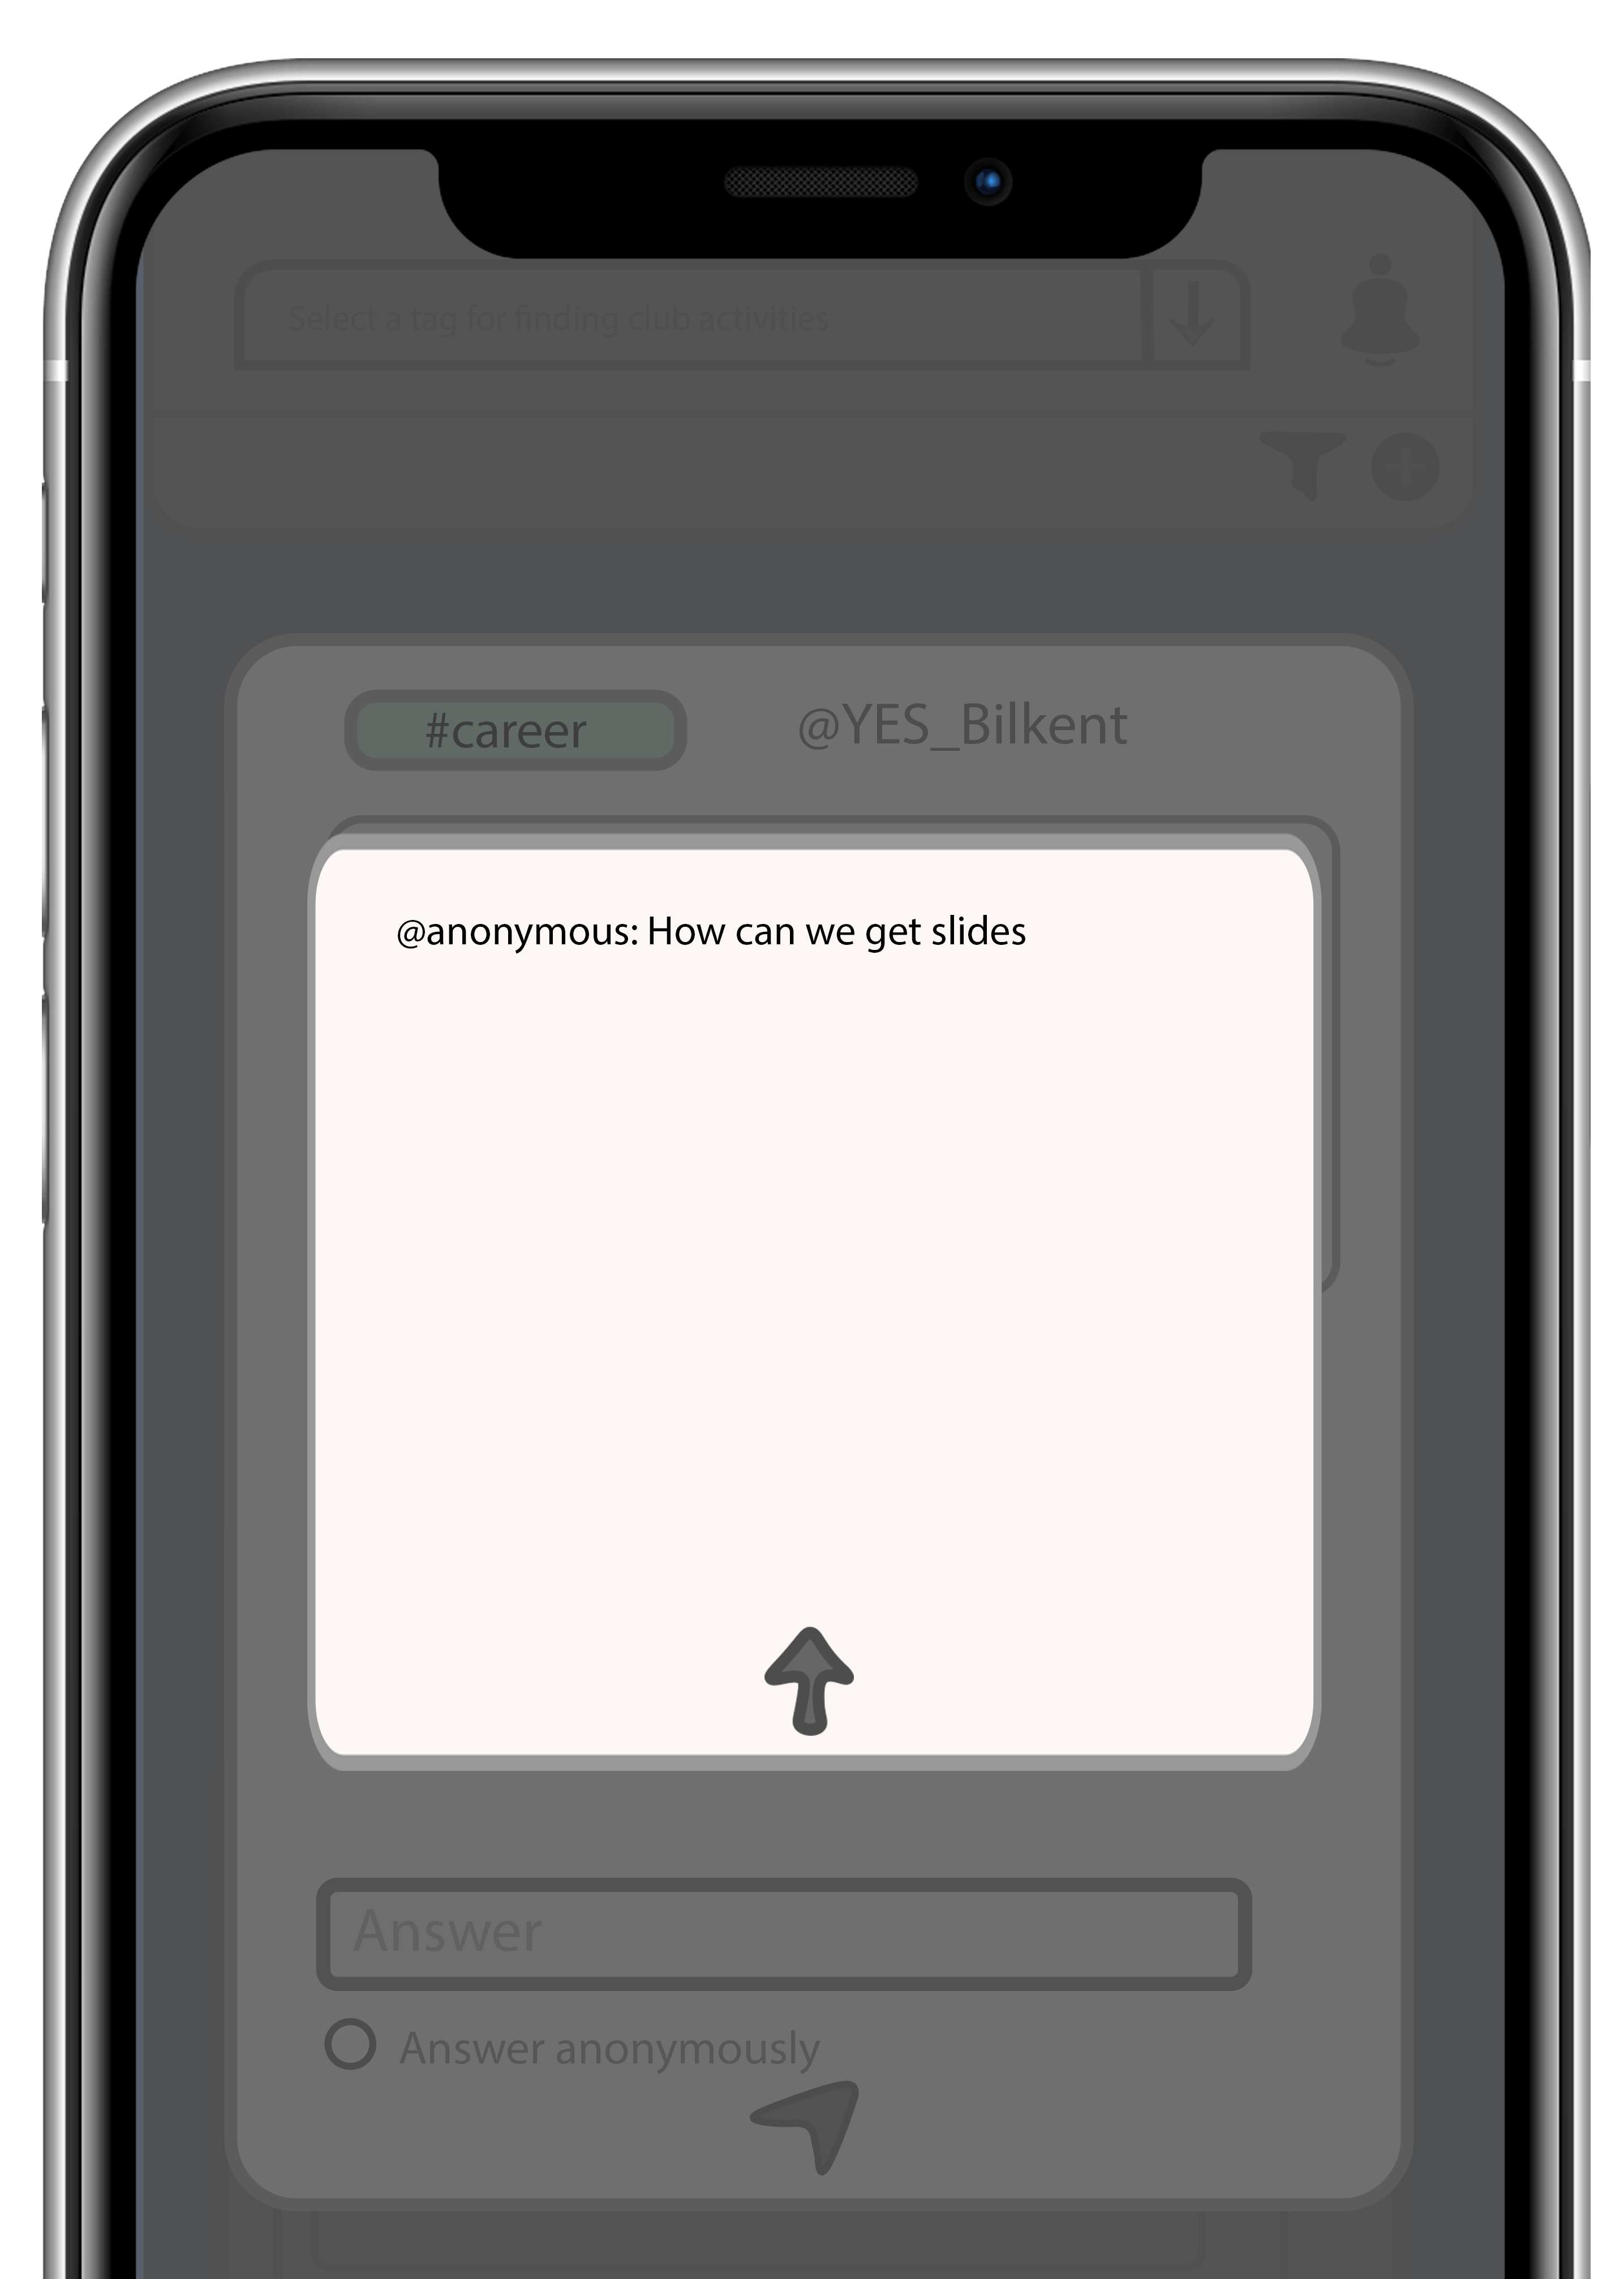 Select a tag for finding club activities
#career
@YES_Bilkent
@anonymous: How can we get slides
Answer
Answer anonymously